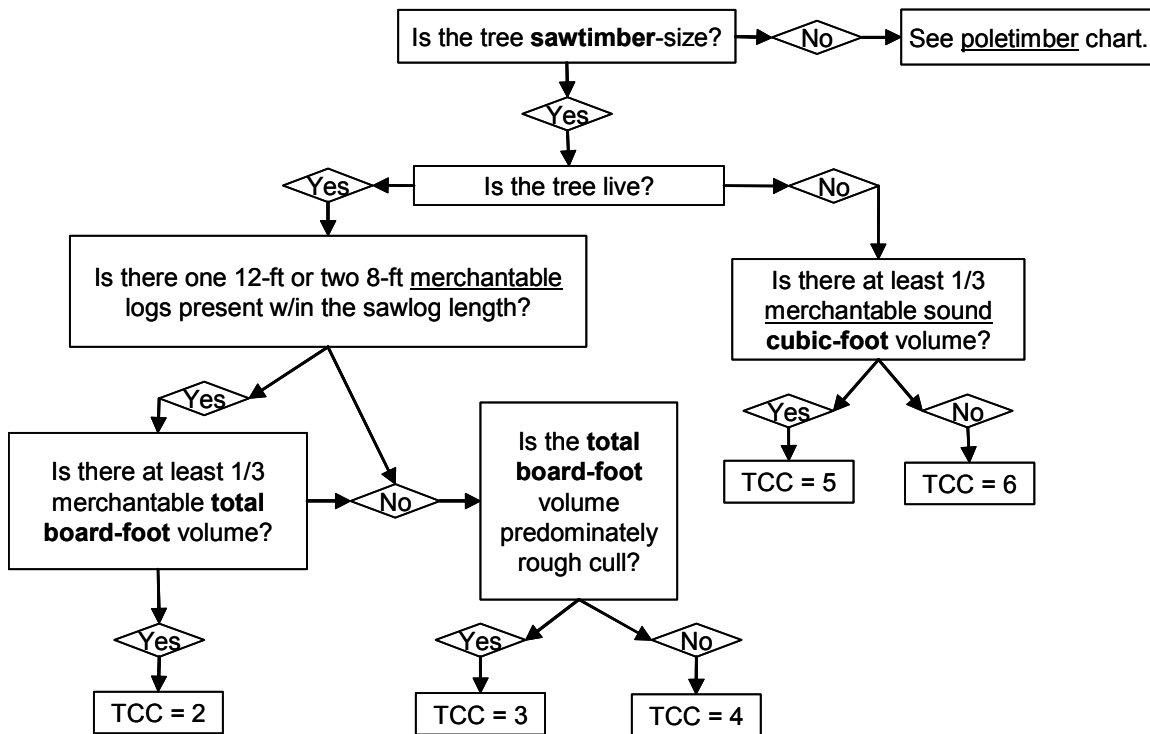 Is the tree sawtimber-size?
No
See poletimber chart.
Yes
Is the tree live?
Yes
No
Is there one 12-ft or two 8-ft merchantable
logs present w/in the sawlog length?
Is there at least 1/3
merchantable sound
cubic-foot volume?
Yes
No
TCC = 5
TCC = 6
Yes
Is there at least 1/3
merchantable total
board-foot volume?
No
Is the total
board-foot
volume
predominately
rough cull?
Yes
TCC = 2
Yes
No
TCC = 3
TCC = 4